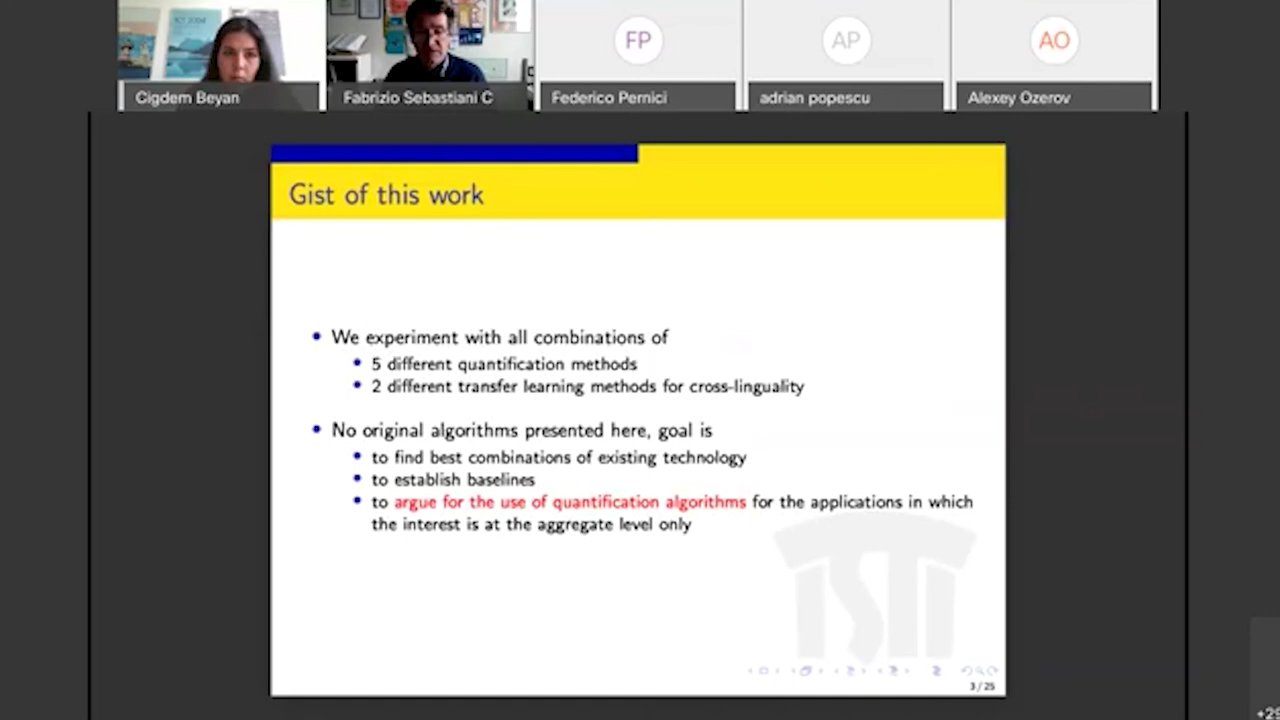 ICT 2004
Cigdem Beyan
Fabrizio Sebastiani C
FP
Federico Pernici
AP
adrian popescu
AO
Alexey Ozerov
Gist of this work
We experiment with all combinations of
5 different quantification methods
2 different transfer learning methods for cross-linguality
No original algorithms presented here, goal is
to find best combinations of existing technology
to establish baselines
to argue for the use of quantification algorithms for the applications in which
the interest is at the aggregate level only
ISTI
3 / 25